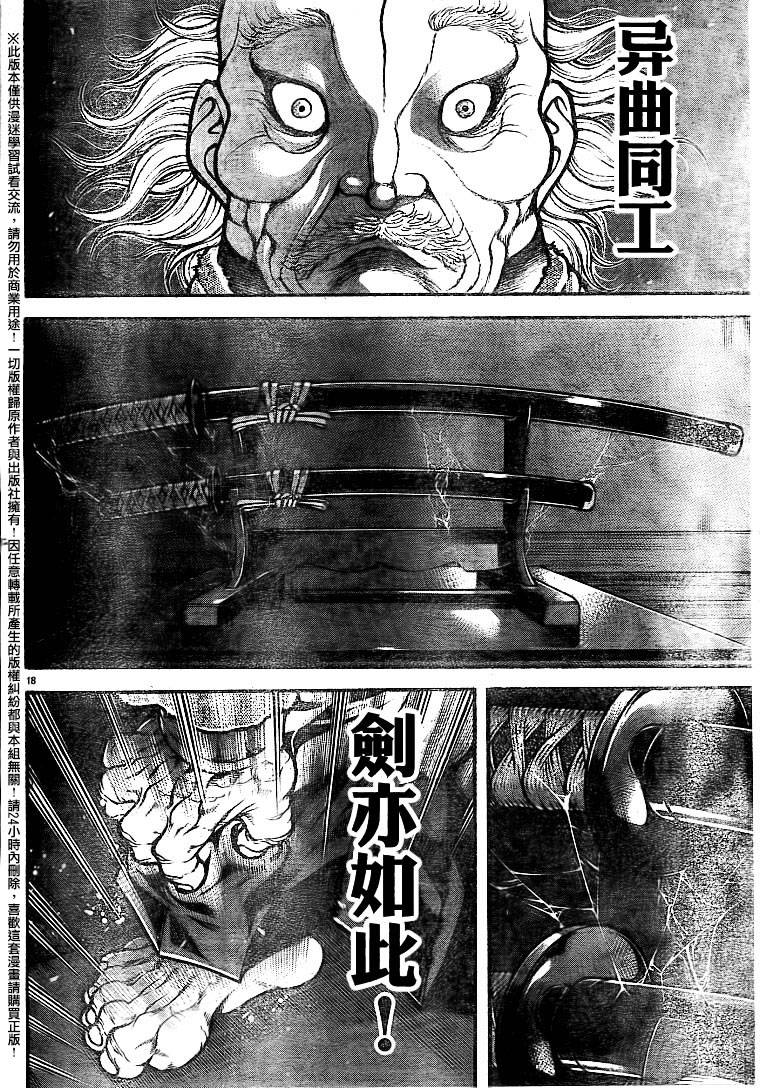 异曲同工
劍亦如此！
18
※此版本僅供漫迷學習試看交流，請勿用於商業用途！一切版權歸原作者與出版社擁有！因任意轉載所產生的版權糾紛都與本組無關！請24小時內刪除，喜歡這套漫畫請購買正版！